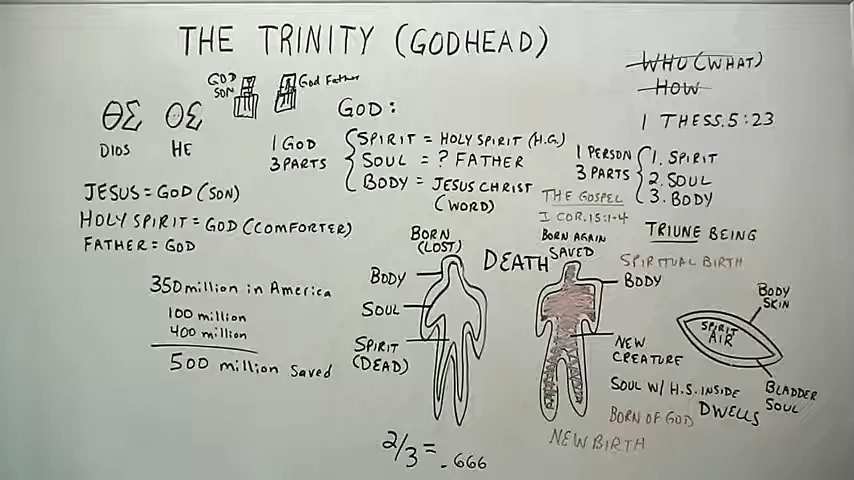 THE TRINITY (GODHEAD)
WHO (WHAT)
HOW
1 THESS. 5:23
GOD
SON
God Father
ΘΣ ΟΣ
DIOS HE
GOD:
1 GOD
3 PARTS
SPIRIT = HOLY SPIRIT (H.G.)
SOUL = ? FATHER
BODY = JESUS CHRIST
(WORD)
1 PERSON
3 PARTS
1. SPIRIT
2. SOUL
3. BODY
TRIUNE BEING
JESUS = GOD (SON)
HOLY SPIRIT = GOD (COMFORTER)
FATHER = GOD
THE GOSPEL
I COR. 15:1-4
BORN AGAIN
SAVED
BORN
(LOST)
DEATH
SPIRITUAL BIRTH
BODY
SOUL
SPIRIT
(DEAD)
BODY
NEW
CREATURE
SOUL W/ H.S. INSIDE
DWELLS
BORN OF GOD
NEW BIRTH
BODY
SKIN
SPIRIT
AIR
BLADDER
SOUL
350 million in America
100 million
400 million
500 million saved
2/3 = .666